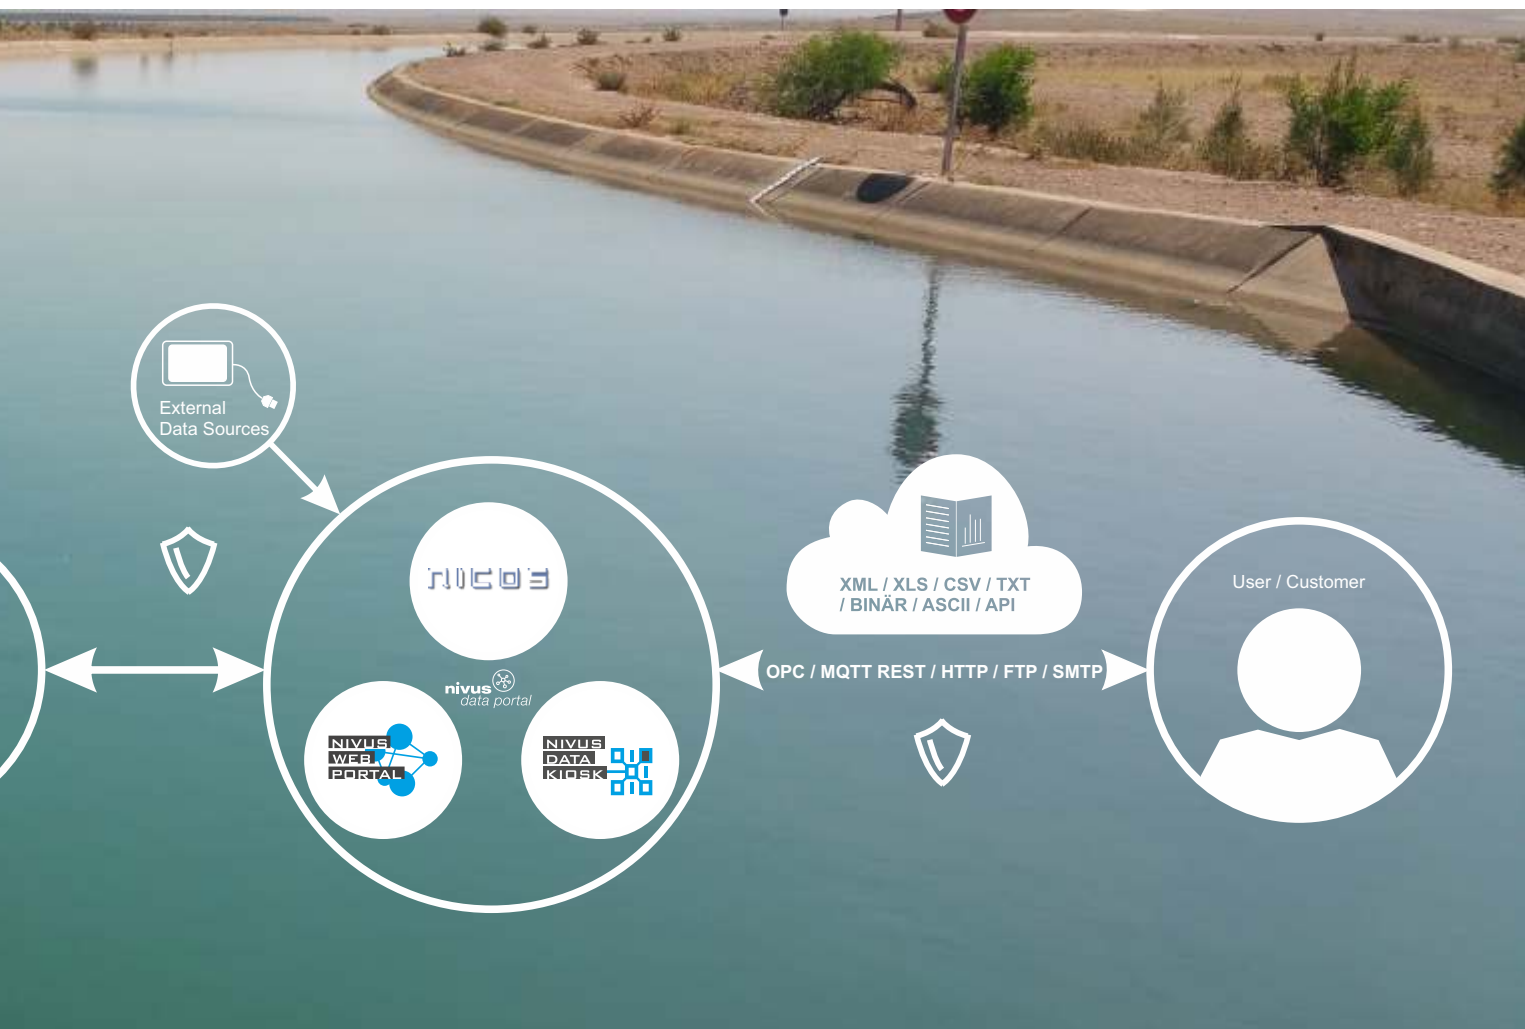 External
Data Sources
NICOS
nivus
data portal
NIVUS
WEB
PORTAL
NIVUS
DATA
KIOSK
XML / XLS / CSV / TXT
/ BINÄR / ASCII / API
OPC / MQTT REST / HTTP / FTP / SMTP
User / Customer